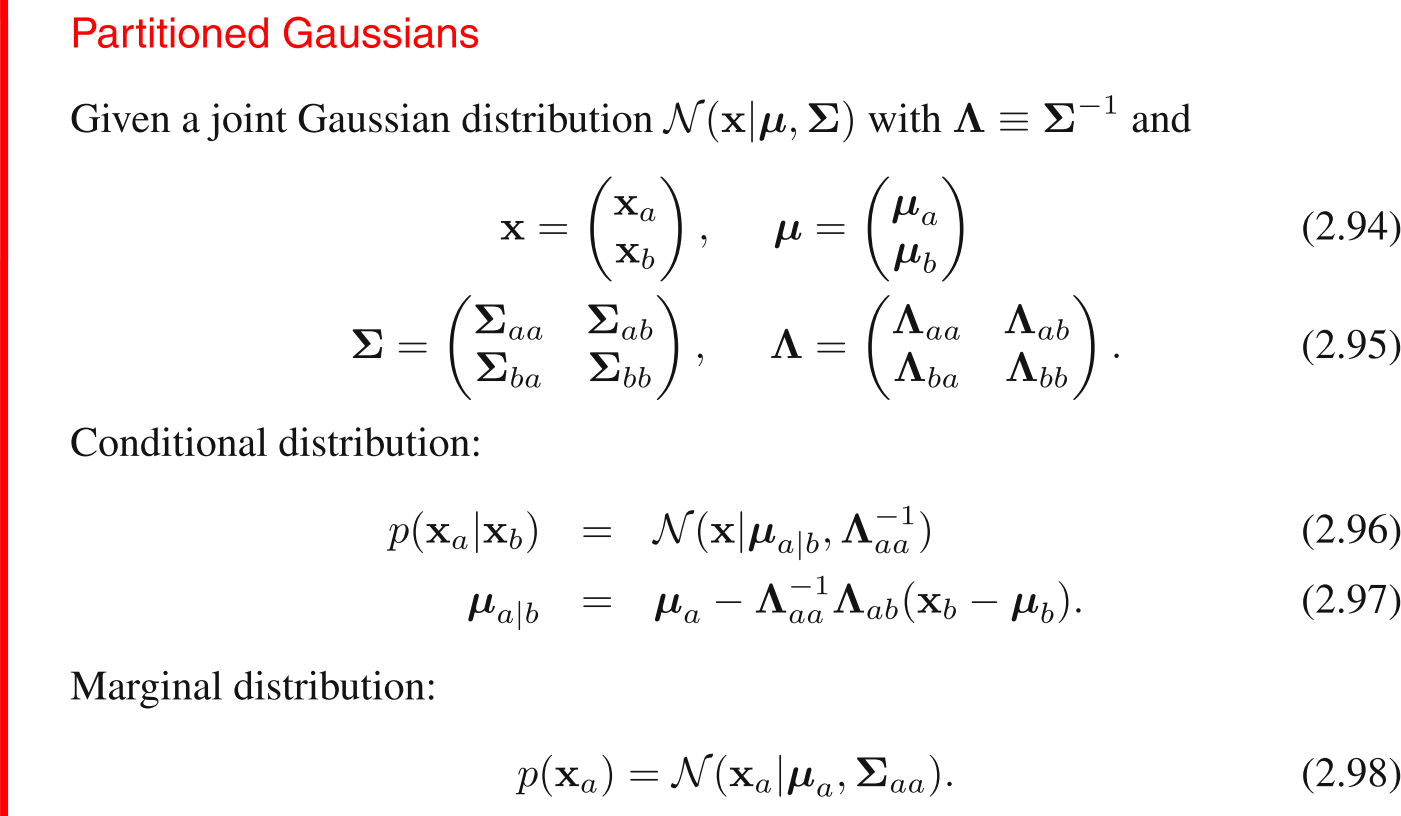 Partitioned Gaussians
Given a joint Gaussian distribution $\mathcal{N}(\mathbf{x}|\boldsymbol{\mu}, \boldsymbol{\Sigma})$ with $\boldsymbol{\Lambda} \equiv \boldsymbol{\Sigma}^{-1}$ and
$\mathbf{x} = \begin{pmatrix} \mathbf{x}_a \\ \mathbf{x}_b \end{pmatrix}, \quad \boldsymbol{\mu} = \begin{pmatrix} \boldsymbol{\mu}_a \\ \boldsymbol{\mu}_b \end{pmatrix}$ (2.94)
$\boldsymbol{\Sigma} = \begin{pmatrix} \boldsymbol{\Sigma}_{aa} & \boldsymbol{\Sigma}_{ab} \\ \boldsymbol{\Sigma}_{ba} & \boldsymbol{\Sigma}_{bb} \end{pmatrix}, \quad \boldsymbol{\Lambda} = \begin{pmatrix} \boldsymbol{\Lambda}_{aa} & \boldsymbol{\Lambda}_{ab} \\ \boldsymbol{\Lambda}_{ba} & \boldsymbol{\Lambda}_{bb} \end{pmatrix}.$ (2.95)
Conditional distribution:
$p(\mathbf{x}_a|\mathbf{x}_b) = \mathcal{N}(\mathbf{x}|\boldsymbol{\mu}_{a|b}, \boldsymbol{\Lambda}_{aa}^{-1})$ (2.96)
$\boldsymbol{\mu}_{a|b} = \boldsymbol{\mu}_a - \boldsymbol{\Lambda}_{aa}^{-1}\boldsymbol{\Lambda}_{ab}(\mathbf{x}_b - \boldsymbol{\mu}_b).$ (2.97)
Marginal distribution:
$p(\mathbf{x}_a) = \mathcal{N}(\mathbf{x}_a|\boldsymbol{\mu}_a, \boldsymbol{\Sigma}_{aa}).$ (2.98)